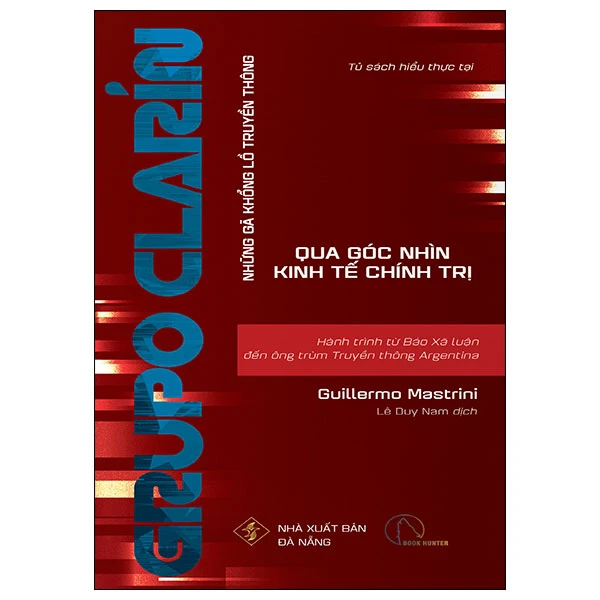 GRUPO CLARÍN
NHỮNG GÃ KHỔNG LỒ TRUYỀN THÔNG
Tủ sách hiểu thực tại
QUA GÓC NHÌN
KINH TẾ CHÍNH TRỊ
Hành trình từ Báo Xã luận
đến ông trùm Truyền thông Argentina
Guillermo Mastrini
Lê Duy Nam dịch
NHÀ XUẤT BẢN
ĐÀ NẴNG
BOOK HUNTER